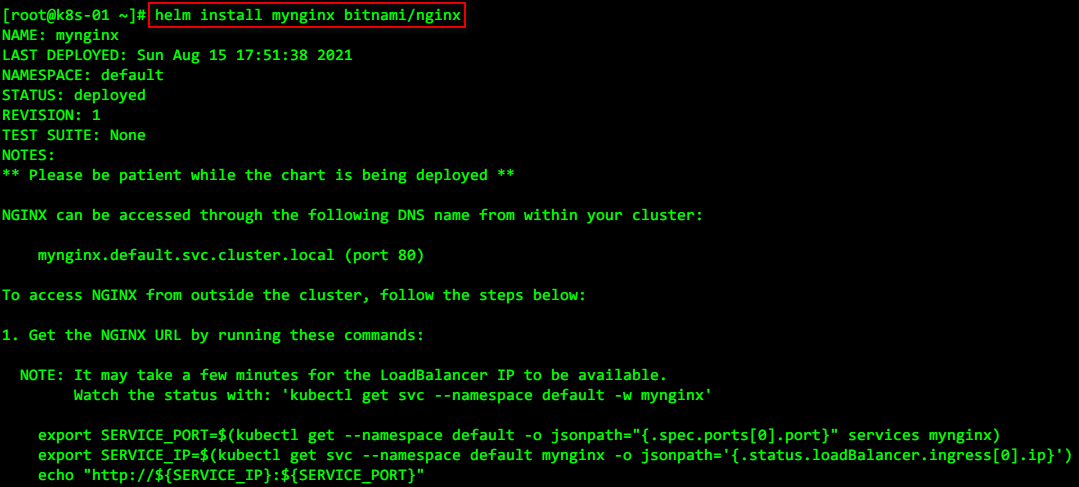 [root@k8s-01 ~]# helm install mynginx bitnami/nginx
NAME: mynginx
LAST DEPLOYED: Sun Aug 15 17:51:38 2021
NAMESPACE: default
STATUS: deployed
REVISION: 1
TEST SUITE: None
NOTES:
** Please be patient while the chart is being deployed **

NGINX can be accessed through the following DNS name from within your cluster:

    mynginx.default.svc.cluster.local (port 80)

To access NGINX from outside the cluster, follow the steps below:

1. Get the NGINX URL by running these commands:

  NOTE: It may take a few minutes for the LoadBalancer IP to be available.
        Watch the status with: 'kubectl get svc --namespace default -w mynginx'

    export SERVICE_PORT=$(kubectl get --namespace default -o jsonpath="{.spec.ports[0].port}" services mynginx)
    export SERVICE_IP=$(kubectl get svc --namespace default mynginx -o jsonpath='{.status.loadBalancer.ingress[0].ip}')
    echo "http://${SERVICE_IP}:${SERVICE_PORT}"